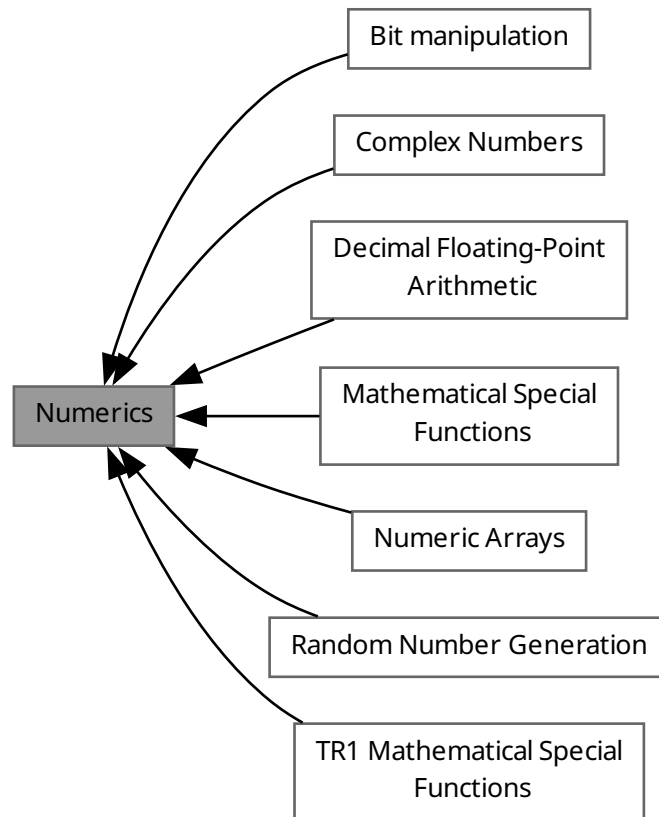 Bit manipulation
Complex Numbers
Decimal Floating-Point
Arithmetic
Mathematical Special
Functions
Numerics
Numeric Arrays
Random Number Generation
TR1 Mathematical Special
Functions